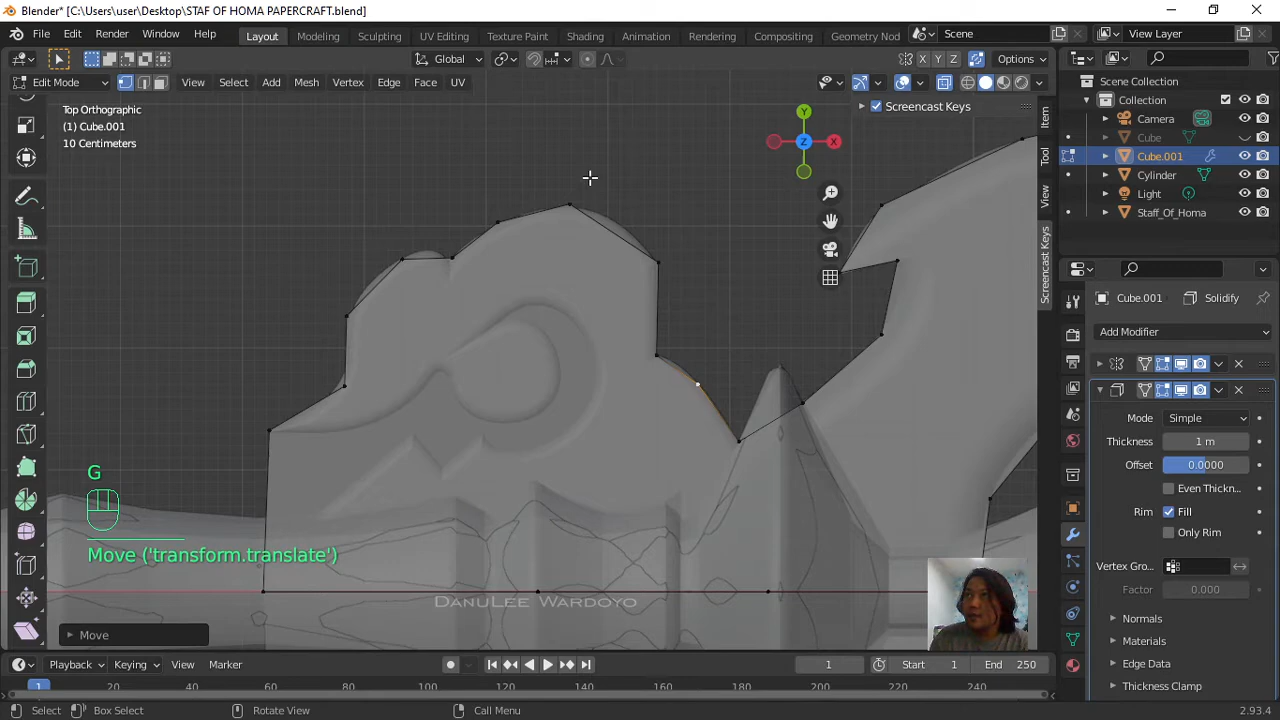 Blender* [C:\Users\user\Desktop\STAF OF HOMA PAPERCRAFT.blend]
File Edit Render Window Help Layout Modeling Sculpting UV Editing Texture Paint Shading Animation Rendering Compositing Geometry Nod Scene View Layer
Global X Y Z Options
Edit Mode View Select Add Mesh Vertex Edge Face UV
Top Orthographic
(1) Cube.001
10 Centimeters
Screencast Keys
Y
X
Z
Item
Tool
View
Screencast Keys
Scene Collection
Collection
Camera
Cube
Cube.001
Cylinder
Light
Staff_Of_Homa
Cube.001 Solidify
Add Modifier
Mode Simple
Thickness 1 m
Offset 0.0000
Even Thickn...
Rim Fill
Only Rim
Vertex Gro...
Factor 0.000
Normals
Materials
Edge Data
Thickness Clamp
G
Move ('transform.translate')
DanuLee Wardoyo
Move
Playback Keying View Marker 1 Start 1 End 250
1 20 40 60 80 100 120 140 160 180 200 220 240
Select Box Select Rotate View Call Menu 2.93.4